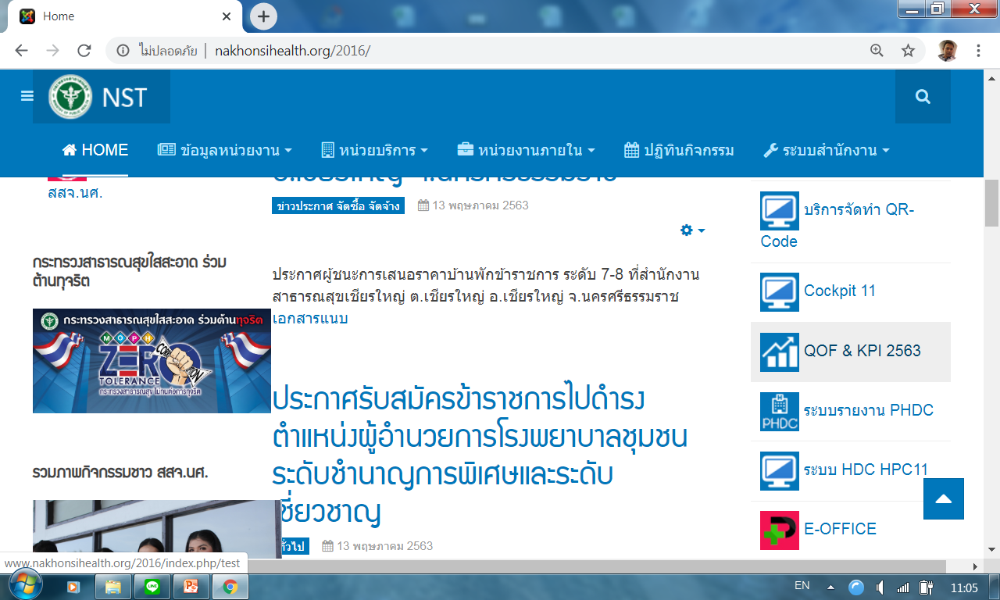 Home
ไม่ปลอดภัย | nakhonsihealth.org/2016/
NST
HOME
ข้อมูลหน่วยงาน
หน่วยบริการ
หน่วยงานภายใน
ปฏิทินกิจกรรม
ระบบสำนักงาน
สสจ.นศ.
กระทรวงสาธารณสุขใสสะอาด ร่วม
ต้านทุจริต
กระทรวงสาธารณสุขใสสะอาด ร่วมต้านทุจริต
MOPH
ZERO
TOLERANCE
CORRUPTION
กระทรวงสาธารณสุข ไม่ทนต่อการทุจริต
รวมภาพกิจกรรมชาว สสจ.นศ.
ข่าวประกาศ จัดซื้อ จัดจ้าง
13 พฤษภาคม 2563
ประกาศผู้ชนะการเสนอราคาบ้านพักข้าราชการ ระดับ 7-8 ที่สำนักงาน
สาธารณสุขเชียรใหญ่ ต.เชียรใหญ่ อ.เชียรใหญ่ จ.นครศรีธรรมราช
เอกสารแนบ
ประกาศรับสมัครข้าราชการไปดำรง
ตำแหน่งผู้อำนวยการโรงพยาบาลชุมชน
ระดับชำนาญการพิเศษและระดับ
เชี่ยวชาญ
ทั่วไป
13 พฤษภาคม 2563
บริการจัดทำ QR-
Code
Cockpit 11
QOF & KPI 2563
PHDC
ระบบรายงาน PHDC
ระบบ HDC HPC11
E-OFFICE
www.nakhonsihealth.org/2016/index.php/test
LINE
EN
11:05